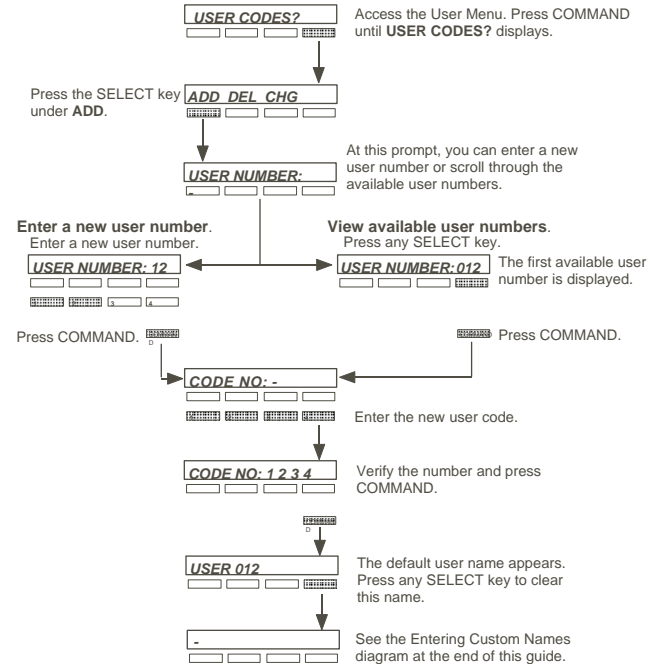 USER CODES?
Access the User Menu. Press COMMAND
until USER CODES? displays.
Press the SELECT key
under ADD.
ADD DEL CHG
At this prompt, you can enter a new
user number or scroll through the
available user numbers.
USER NUMBER:
-
Enter a new user number.
Enter a new user number.
USER NUMBER: 12
3 4
View available user numbers.
Press any SELECT key.
USER NUMBER:012
The first available user
number is displayed.
Press COMMAND.
D
Press COMMAND.
CODE NO: -
Enter the new user code.
CODE NO: 1 2 3 4
Verify the number and press
COMMAND.
D
USER 012
The default user name appears.
Press any SELECT key to clear
this name.
-
See the Entering Custom Names
diagram at the end of this guide.